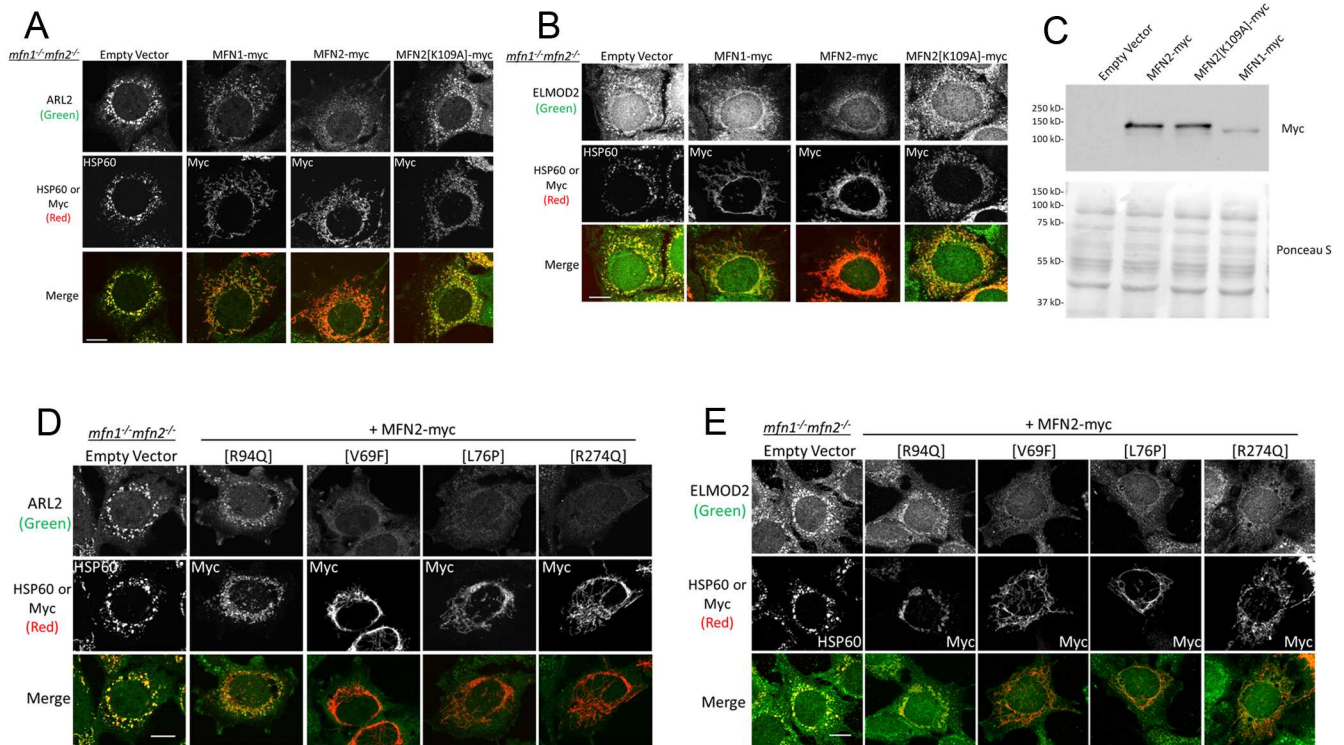 A
mfn1-/-mfn2-/-
Empty Vector
MFN1-myc
MFN2-myc
MFN2[K109A]-myc
ARL2
(Green)
HSP60
Myc
Myc
Myc
HSP60 or
Myc
(Red)
Merge
B
mfn1-/-mfn2-/-
Empty Vector
MFN1-myc
MFN2-myc
MFN2[K109A]-myc
ELMOD2
(Green)
HSP60
Myc
Myc
Myc
HSP60 or
Myc
(Red)
Merge
C
Empty Vector
MFN2-myc
MFN2[K109A]-myc
MFN1-myc
250 kD-
150 kD-
100 kD-
Myc
150 kD-
100 kD-
75 kD-
55 kD-
37 kD-
Ponceau S
D
mfn1-/-mfn2-/-
+ MFN2-myc
Empty Vector
[R94Q]
[V69F]
[L76P]
[R274Q]
ARL2
(Green)
HSP60
Myc
Myc
Myc
Myc
HSP60 or
Myc
(Red)
Merge
E
mfn1-/-mfn2-/-
+ MFN2-myc
Empty Vector
[R94Q]
[V69F]
[L76P]
[R274Q]
ELMOD2
(Green)
HSP60 or
Myc
(Red)
HSP60
Myc
Myc
Myc
Myc
Merge